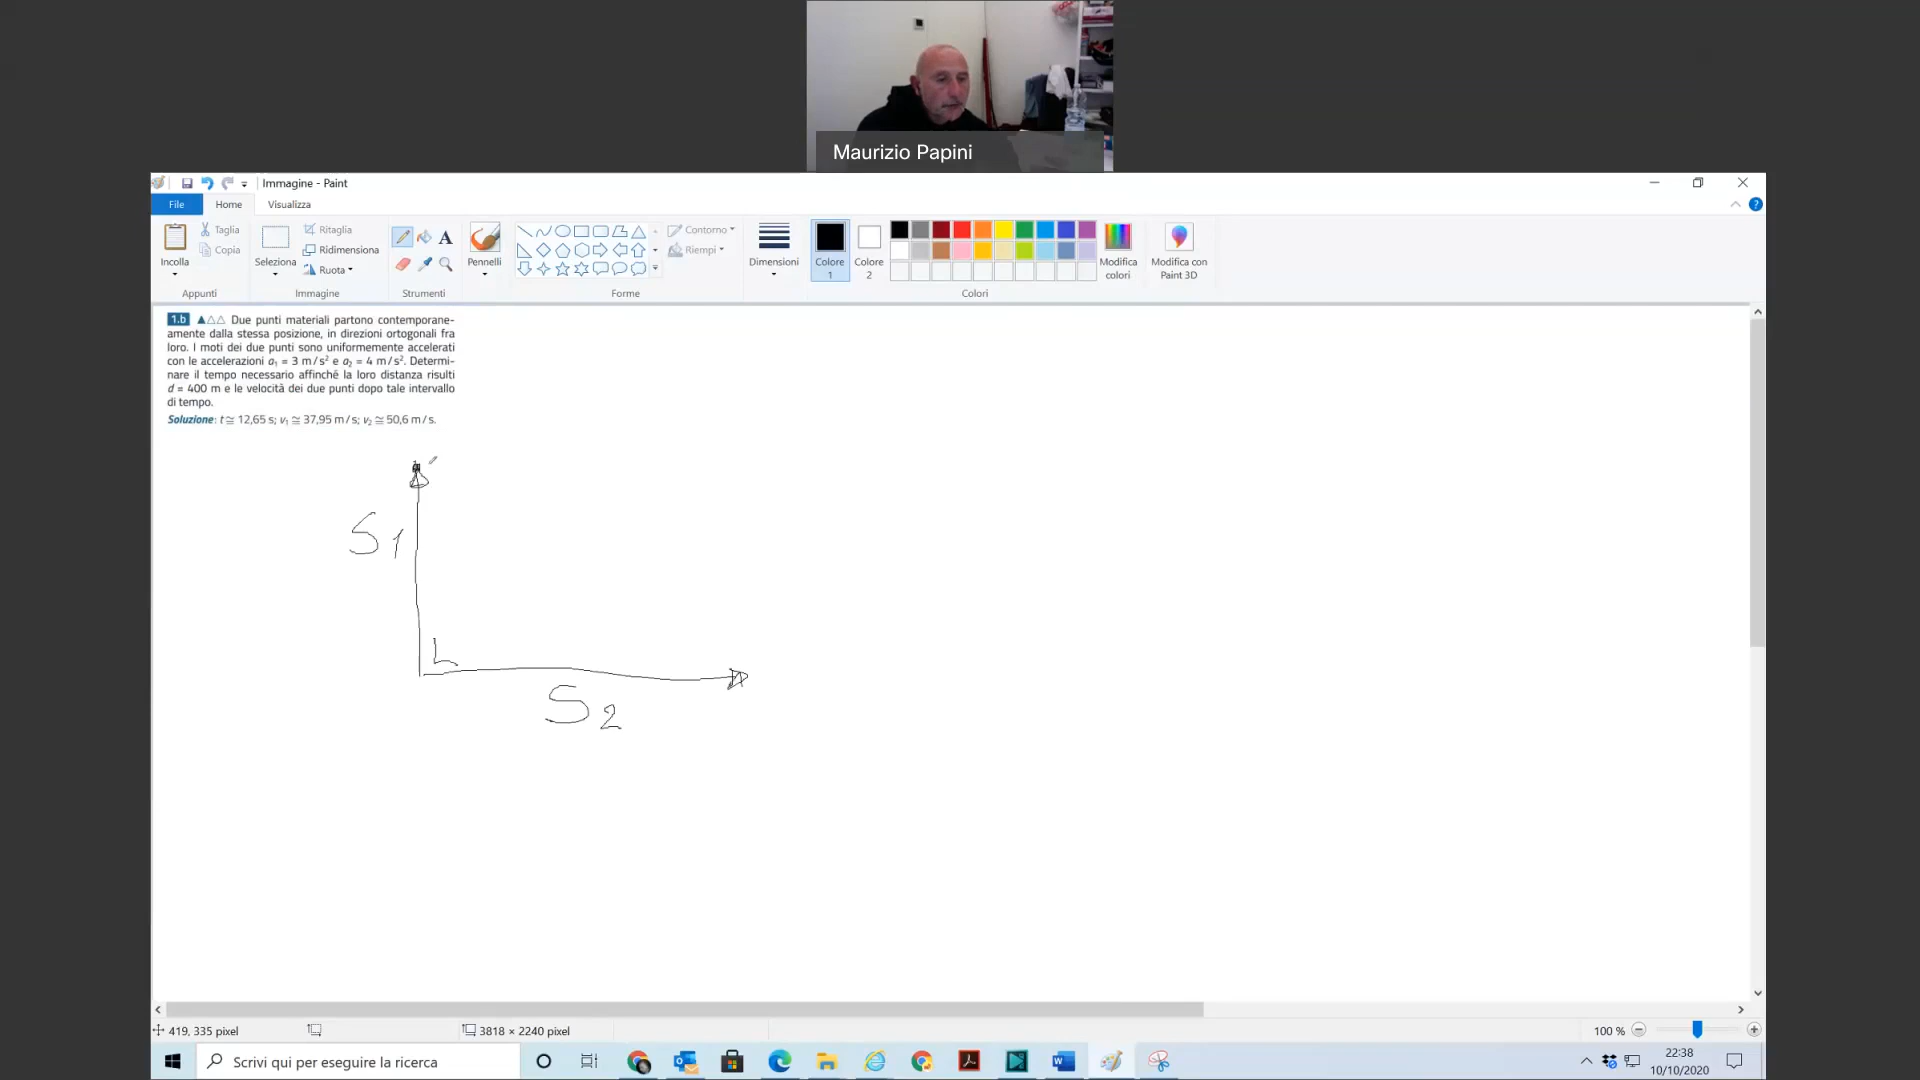 Maurizio Papini
Immagine - Paint
File Home Visualizza
Incolla
Taglia
Copia
Appunti
Seleziona
Ritaglia
Ridimensiona
Ruota
Immagine
A
Strumenti
Pennelli
Forme
Contorno
Riempi
Dimensioni
Colore 1
Colore 2
Colori
Modifica colori
Modifica con Paint 3D
1.b Due punti materiali partono contemporane-
amente dalla stessa posizione, in direzioni ortogonali fra
loro. I moti dei due punti sono uniformemente accelerati
con le accelerazioni a₁ = 3 m/s² e a₂ = 4 m/s². Determi-
nare il tempo necessario affinché la loro distanza risulti
d = 400 m e le velocità dei due punti dopo tale intervallo
di tempo.
Soluzione: t ≅ 12,65 s; v₁ ≅ 37,95 m/s; v₂ ≅ 50,6 m/s.
S1
S2
419, 335 pixel
3818 × 2240 pixel
100 %
Scrivi qui per eseguire la ricerca
22:38
10/10/2020